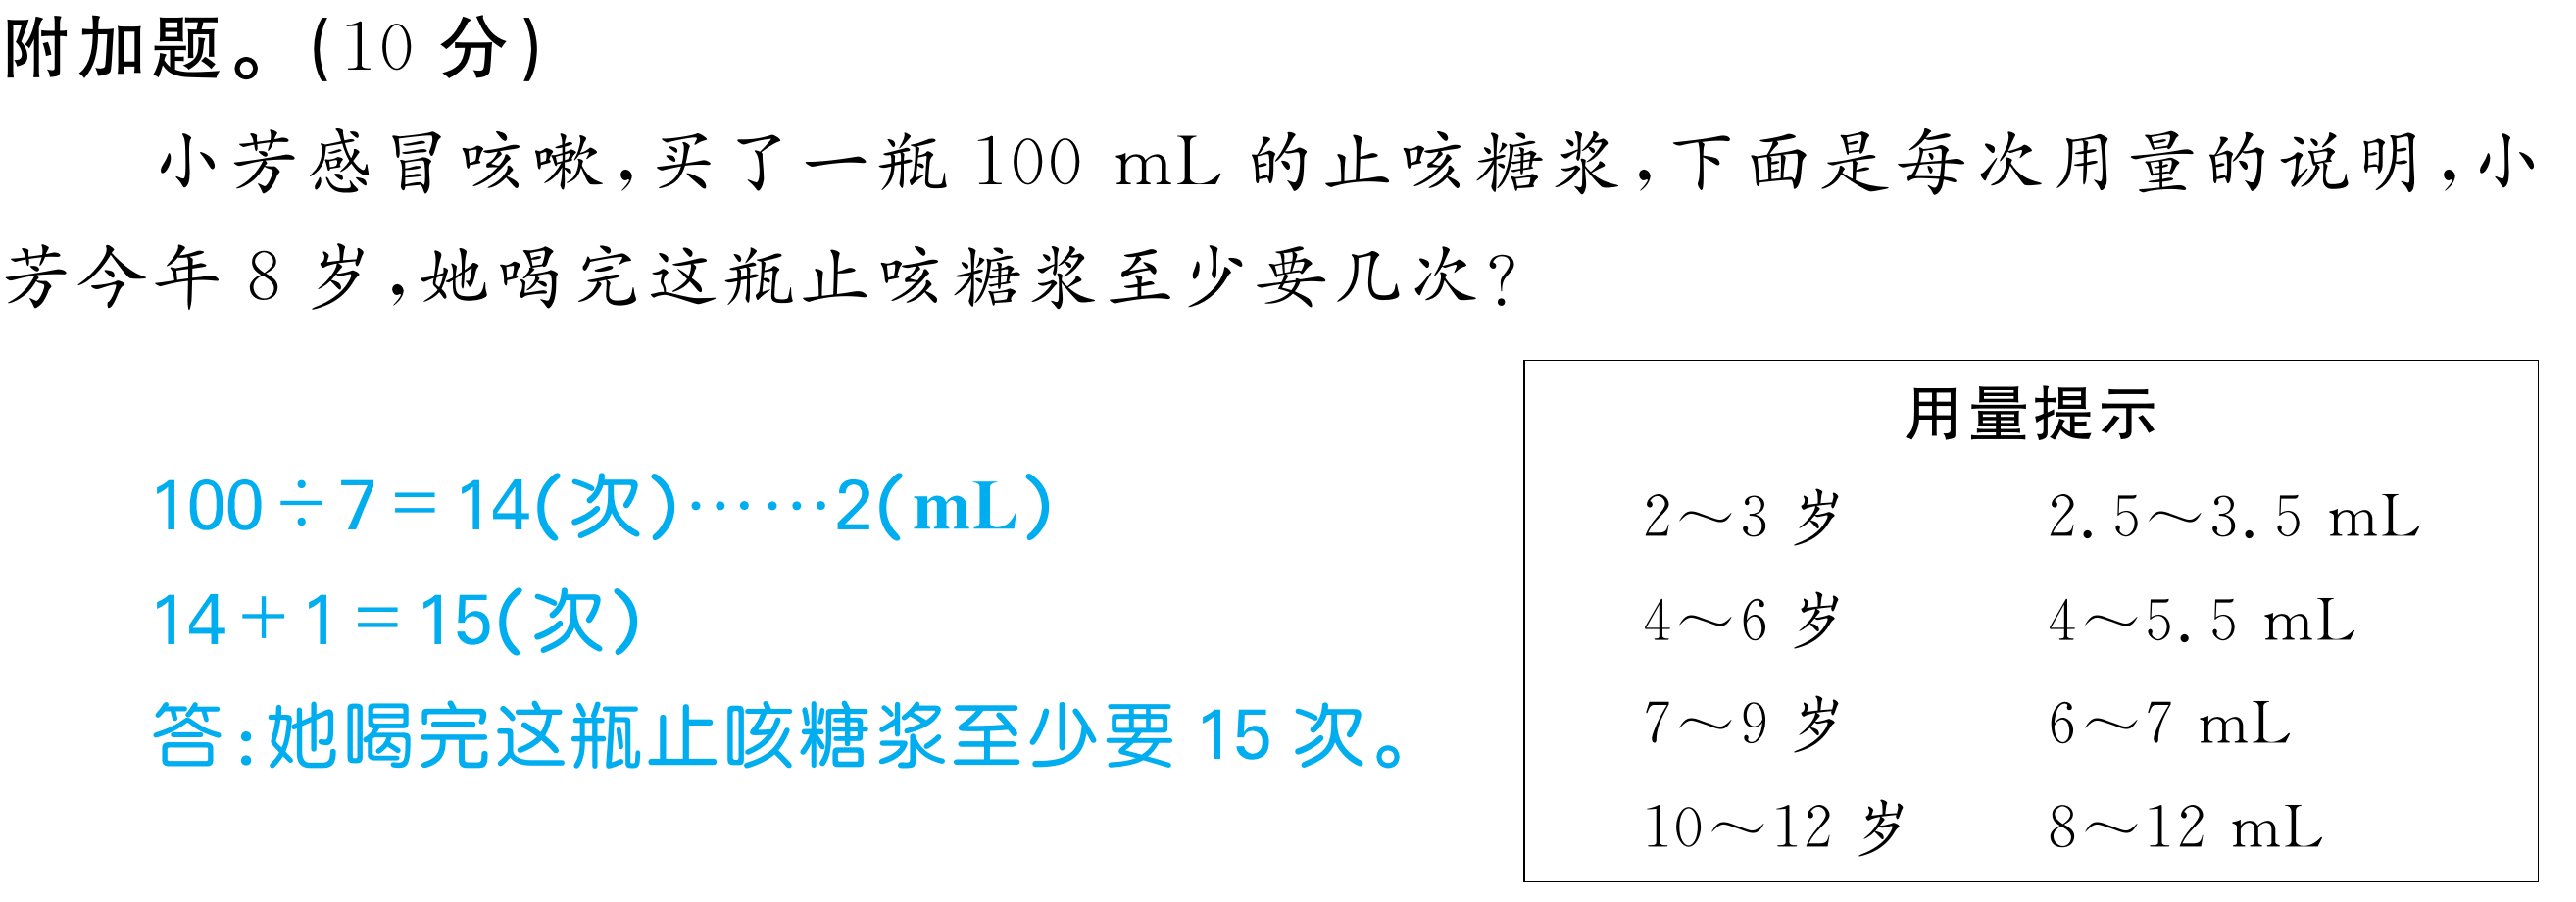 附加题。(10 分)
小芳感冒咳嗽,买了一瓶 100 mL 的止咳糖浆,下面是每次用量的说明,小
芳今年 8 岁,她喝完这瓶止咳糖浆至少要几次?
100÷7=14(次)……2(mL)
14+1=15(次)
答:她喝完这瓶止咳糖浆至少要 15 次。
用量提示
2～3 岁 2.5～3.5 mL
4～6 岁 4～5.5 mL
7～9 岁 6～7 mL
10～12 岁 8～12 mL